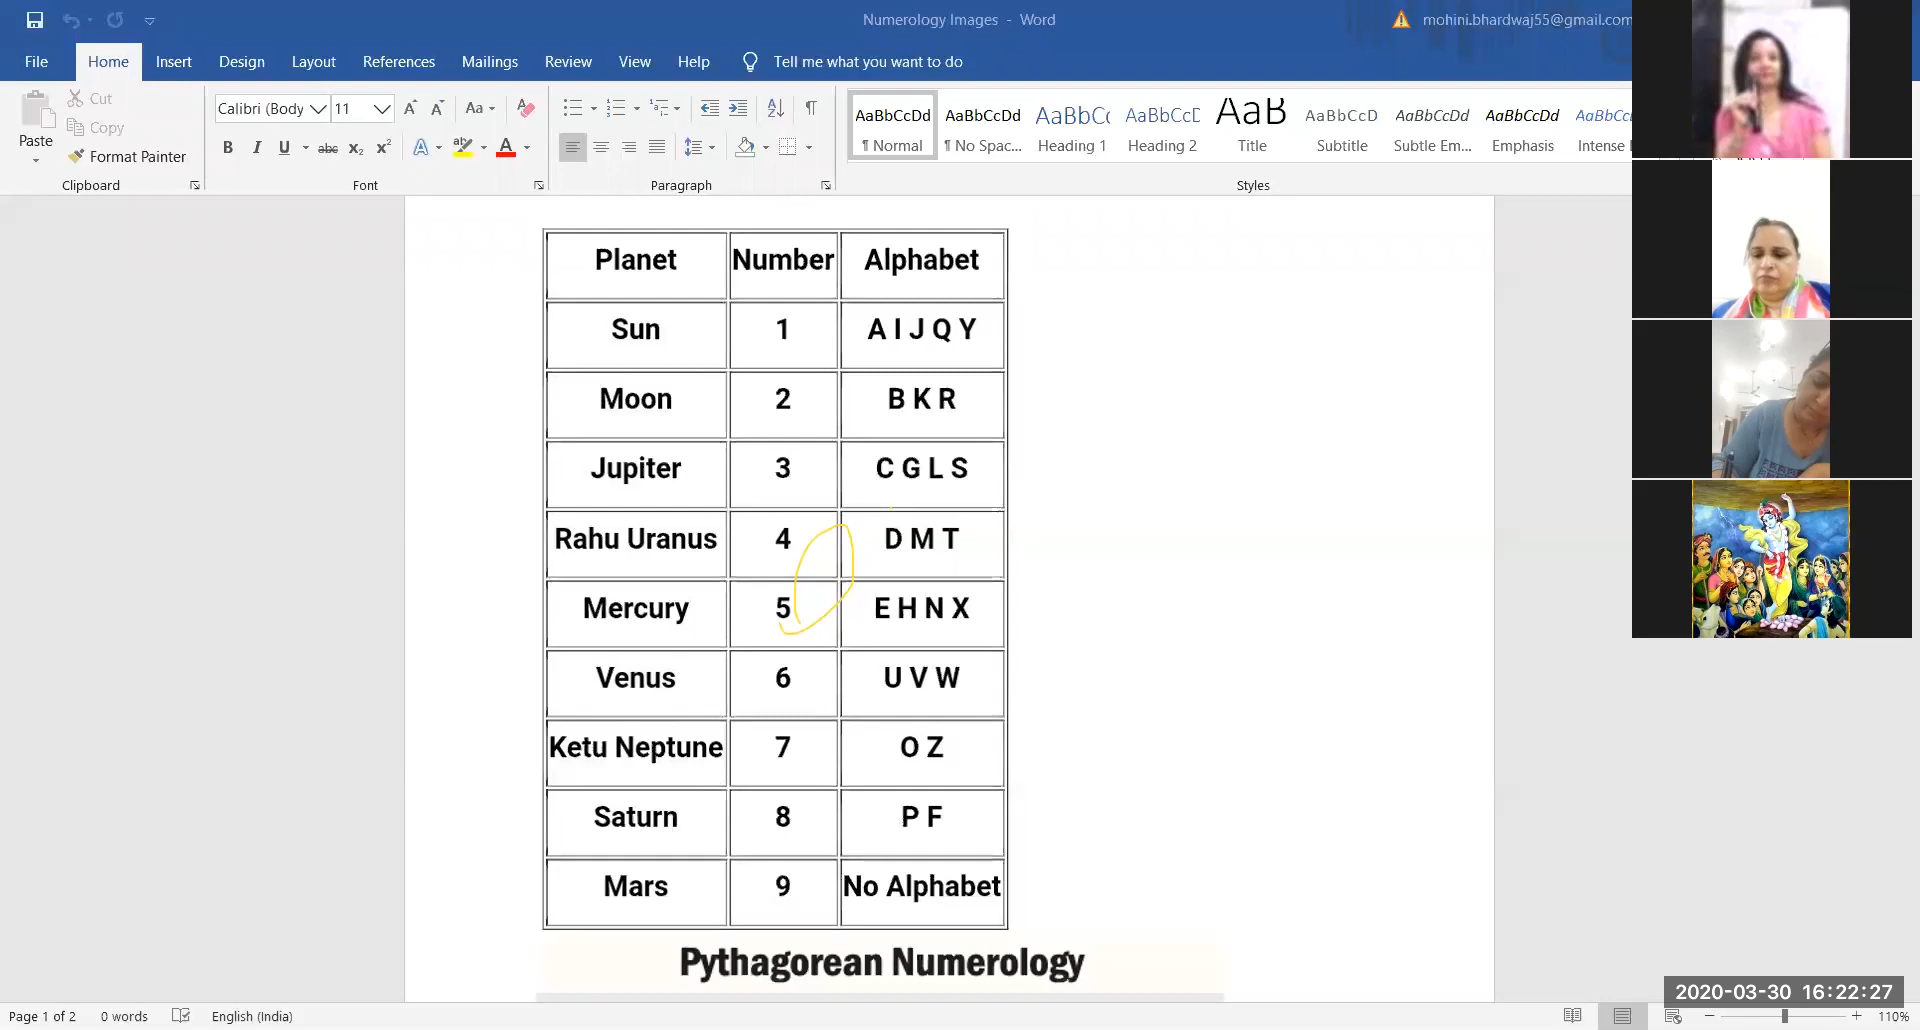 Numerology Images - Word
mohini.bhardwaj55@gmail.com
File Home Insert Design Layout References Mailings Review View Help Tell me what you want to do
Paste
Cut
Copy
Format Painter
Clipboard
Calibri (Body 11
Font
Paragraph
AaBbCcDd AaBbCcDd AaBbCc AaBbCcD AaB AaBbCcD AaBbCcDd AaBbCcDd AaBbCc
¶ Normal ¶ No Spac... Heading 1 Heading 2 Title Subtitle Subtle Em... Emphasis Intense
Styles
Planet Number Alphabet
Sun 1 A I J Q Y
Moon 2 B K R
Jupiter 3 C G L S
Rahu Uranus 4 D M T
Mercury 5 E H N X
Venus 6 U V W
Ketu Neptune 7 O Z
Saturn 8 P F
Mars 9 No Alphabet
Pythagorean Numerology
2020-03-30 16:22:27
Page 1 of 2 0 words English (India) 110%